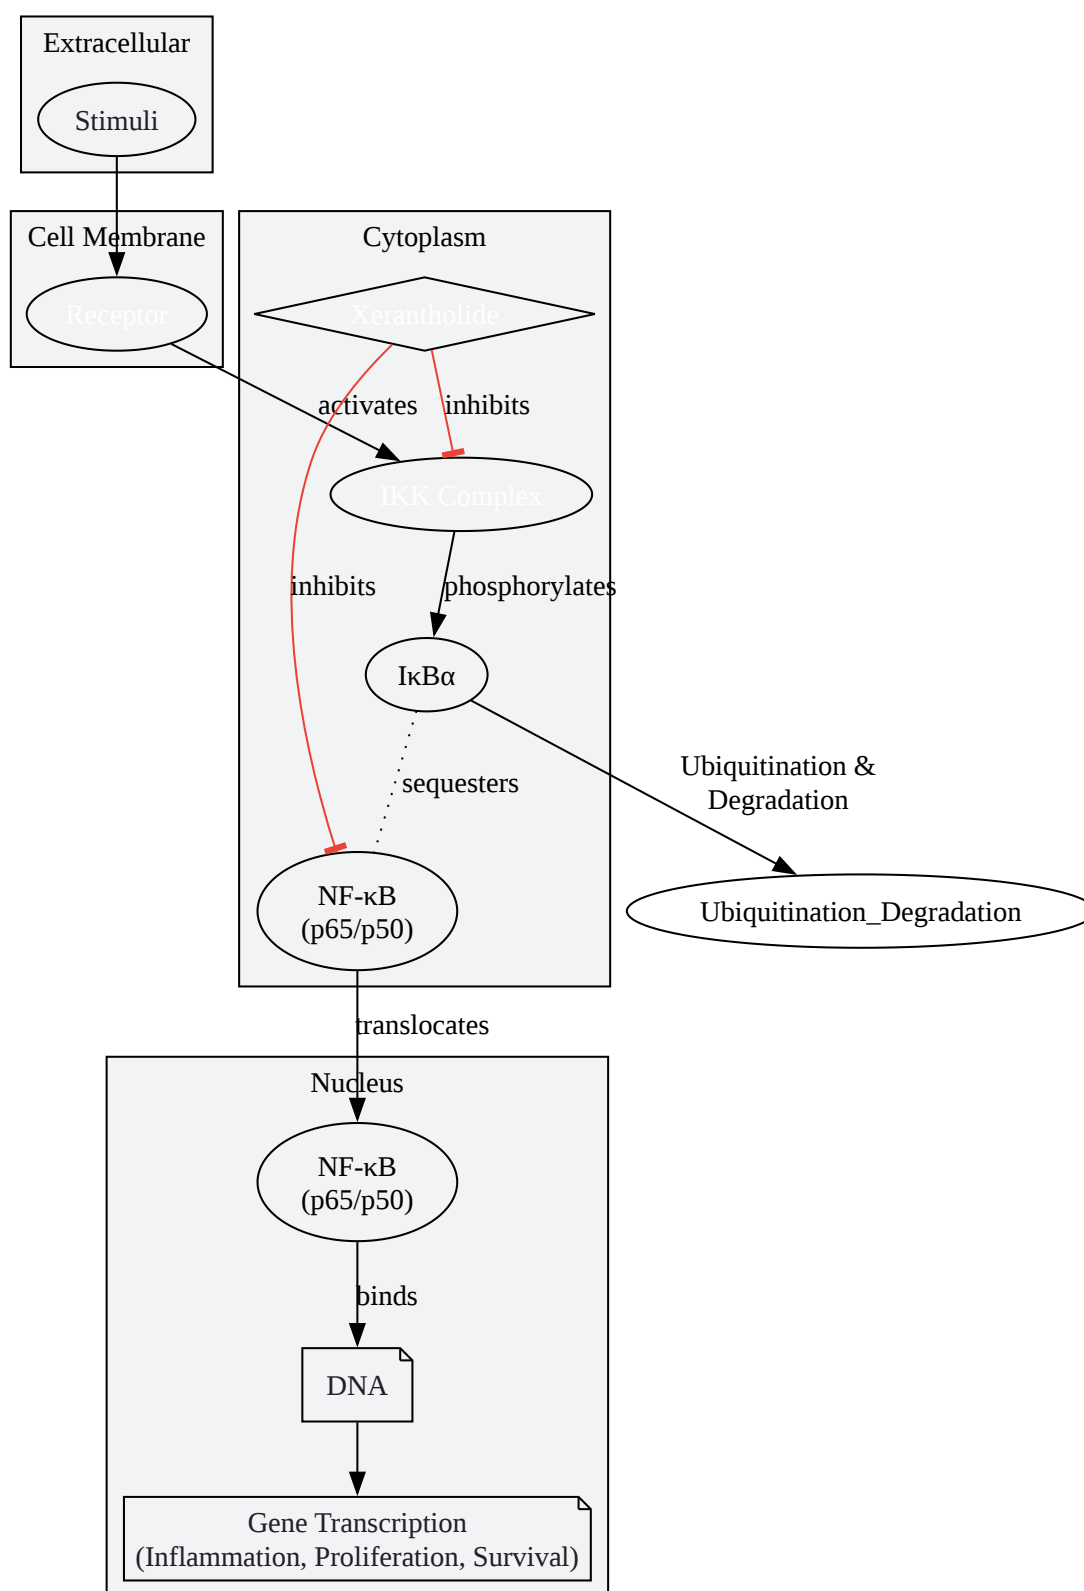 Extracellular
Stimuli
Cell Membrane
Receptor
Cytoplasm
Xerantholide
activates
inhibits
IKK Complex
inhibits
phosphorylates
IκBα
sequesters
Ubiquitination &
Degradation
NF-κB
(p65/p50)
Ubiquitination_Degradation
translocates
Nucleus
NF-κB
(p65/p50)
binds
DNA
Gene Transcription
(Inflammation, Proliferation, Survival)